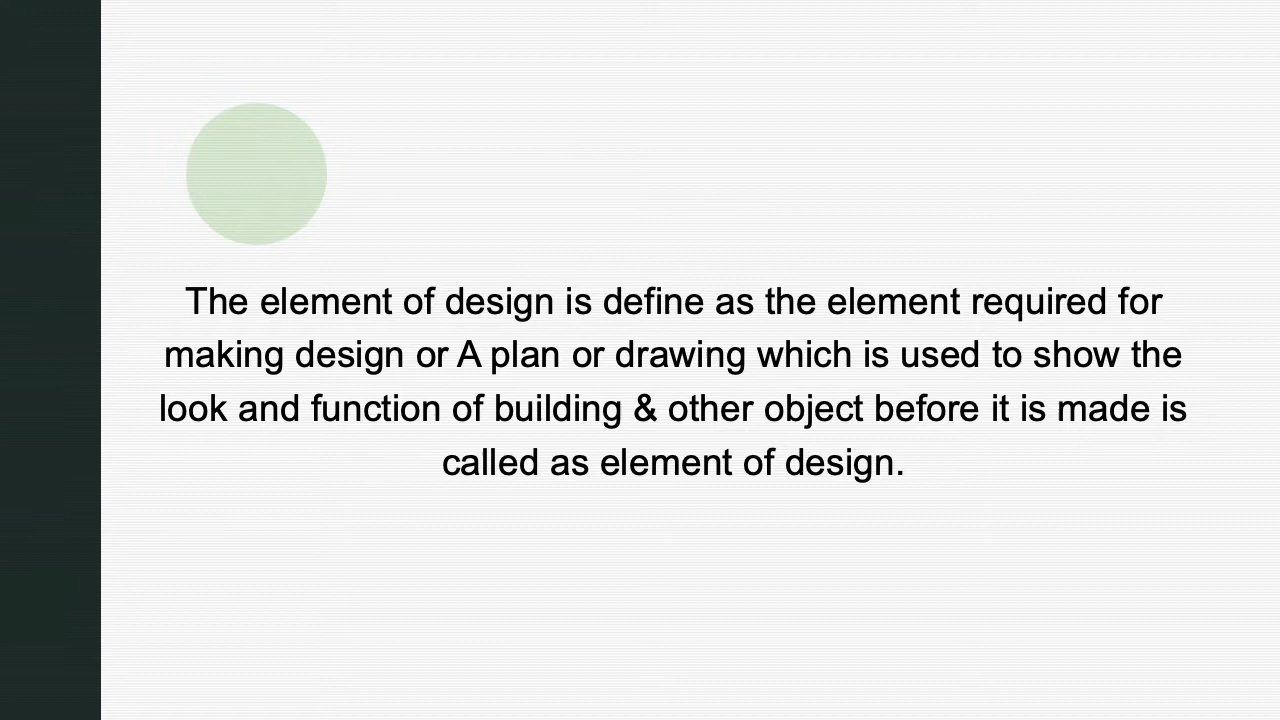 The element of design is define as the element required for
making design or A plan or drawing which is used to show the
look and function of building & other object before it is made is
called as element of design.